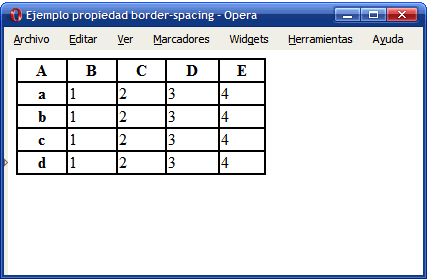 Ejemplo propiedad border-spacing - Opera
Archivo Editar Ver Marcadores Widgets Herramientas Ayuda
A B C D E
a 1 2 3 4
b 1 2 3 4
c 1 2 3 4
d 1 2 3 4